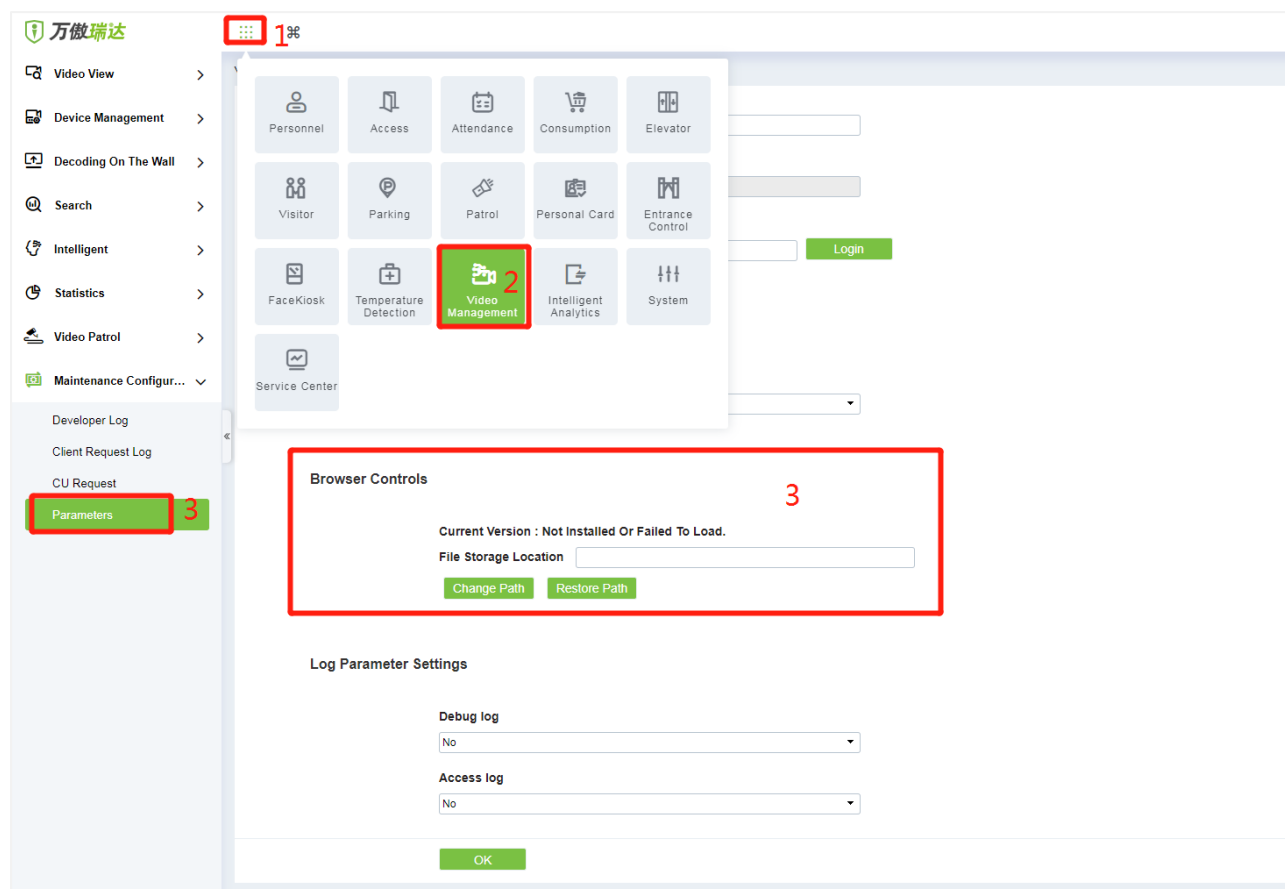 万傲瑞达
1
⌘
Video View
Device Management
Decoding On The Wall
Search
Intelligent
Statistics
Video Patrol
Maintenance Configur...
Developer Log
Client Request Log
CU Request
Parameters
3
Personnel
Access
Attendance
Consumption
Elevator
Visitor
Parking
Patrol
Personal Card
Entrance
Control
FaceKiosk
Temperature
Detection
Video
Management
2
Intelligent
Analytics
System
Service Center
Login
Browser Controls
3
Current Version : Not Installed Or Failed To Load.
File Storage Location
Change Path
Restore Path
Log Parameter Settings
Debug log
No
Access log
No
OK